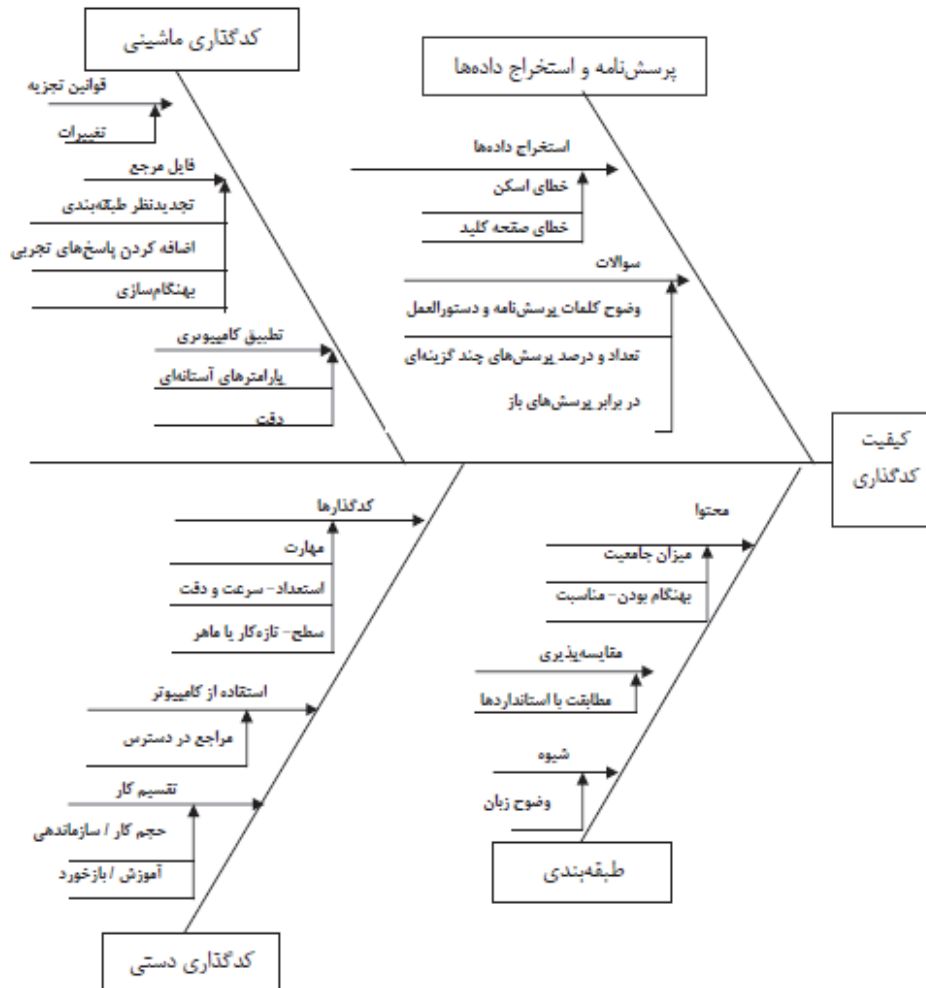 کدگذاری ماشینی
قوانین تجزیه
تغییرات
فایل مرجع
تجدیدنظر طبقه‌بندی
اضافه کردن پاسخ‌های تجربی
بهنگام‌سازی
تطبیق کامپیوتری
پارامترهای آستانه‌ای
دقت
پرسش‌نامه و استخراج داده‌ها
استخراج داده‌ها
خطای اسکن
خطای صفحه کلید
سوالات
وضوح کلمات پرسش‌نامه و دستورالعمل
تعداد و درصد پرسش‌های چند گزینه‌ای
در برابر پرسش‌های باز
کیفیت
کدگذاری
کدگذارها
مهارت
استعداد- سرعت و دقت
سطح- تازه‌کار یا ماهر
استفاده از کامپیوتر
مراجع در دسترس
تقسیم کار
حجم کار / سازماندهی
آموزش / بازخورد
کدگذاری دستی
محتوا
میزان جامعیت
بهنگام بودن- مناسبت
مقایسه‌پذیری
مطابقت با استانداردها
شیوه
وضوح زبان
طبقه‌بندی